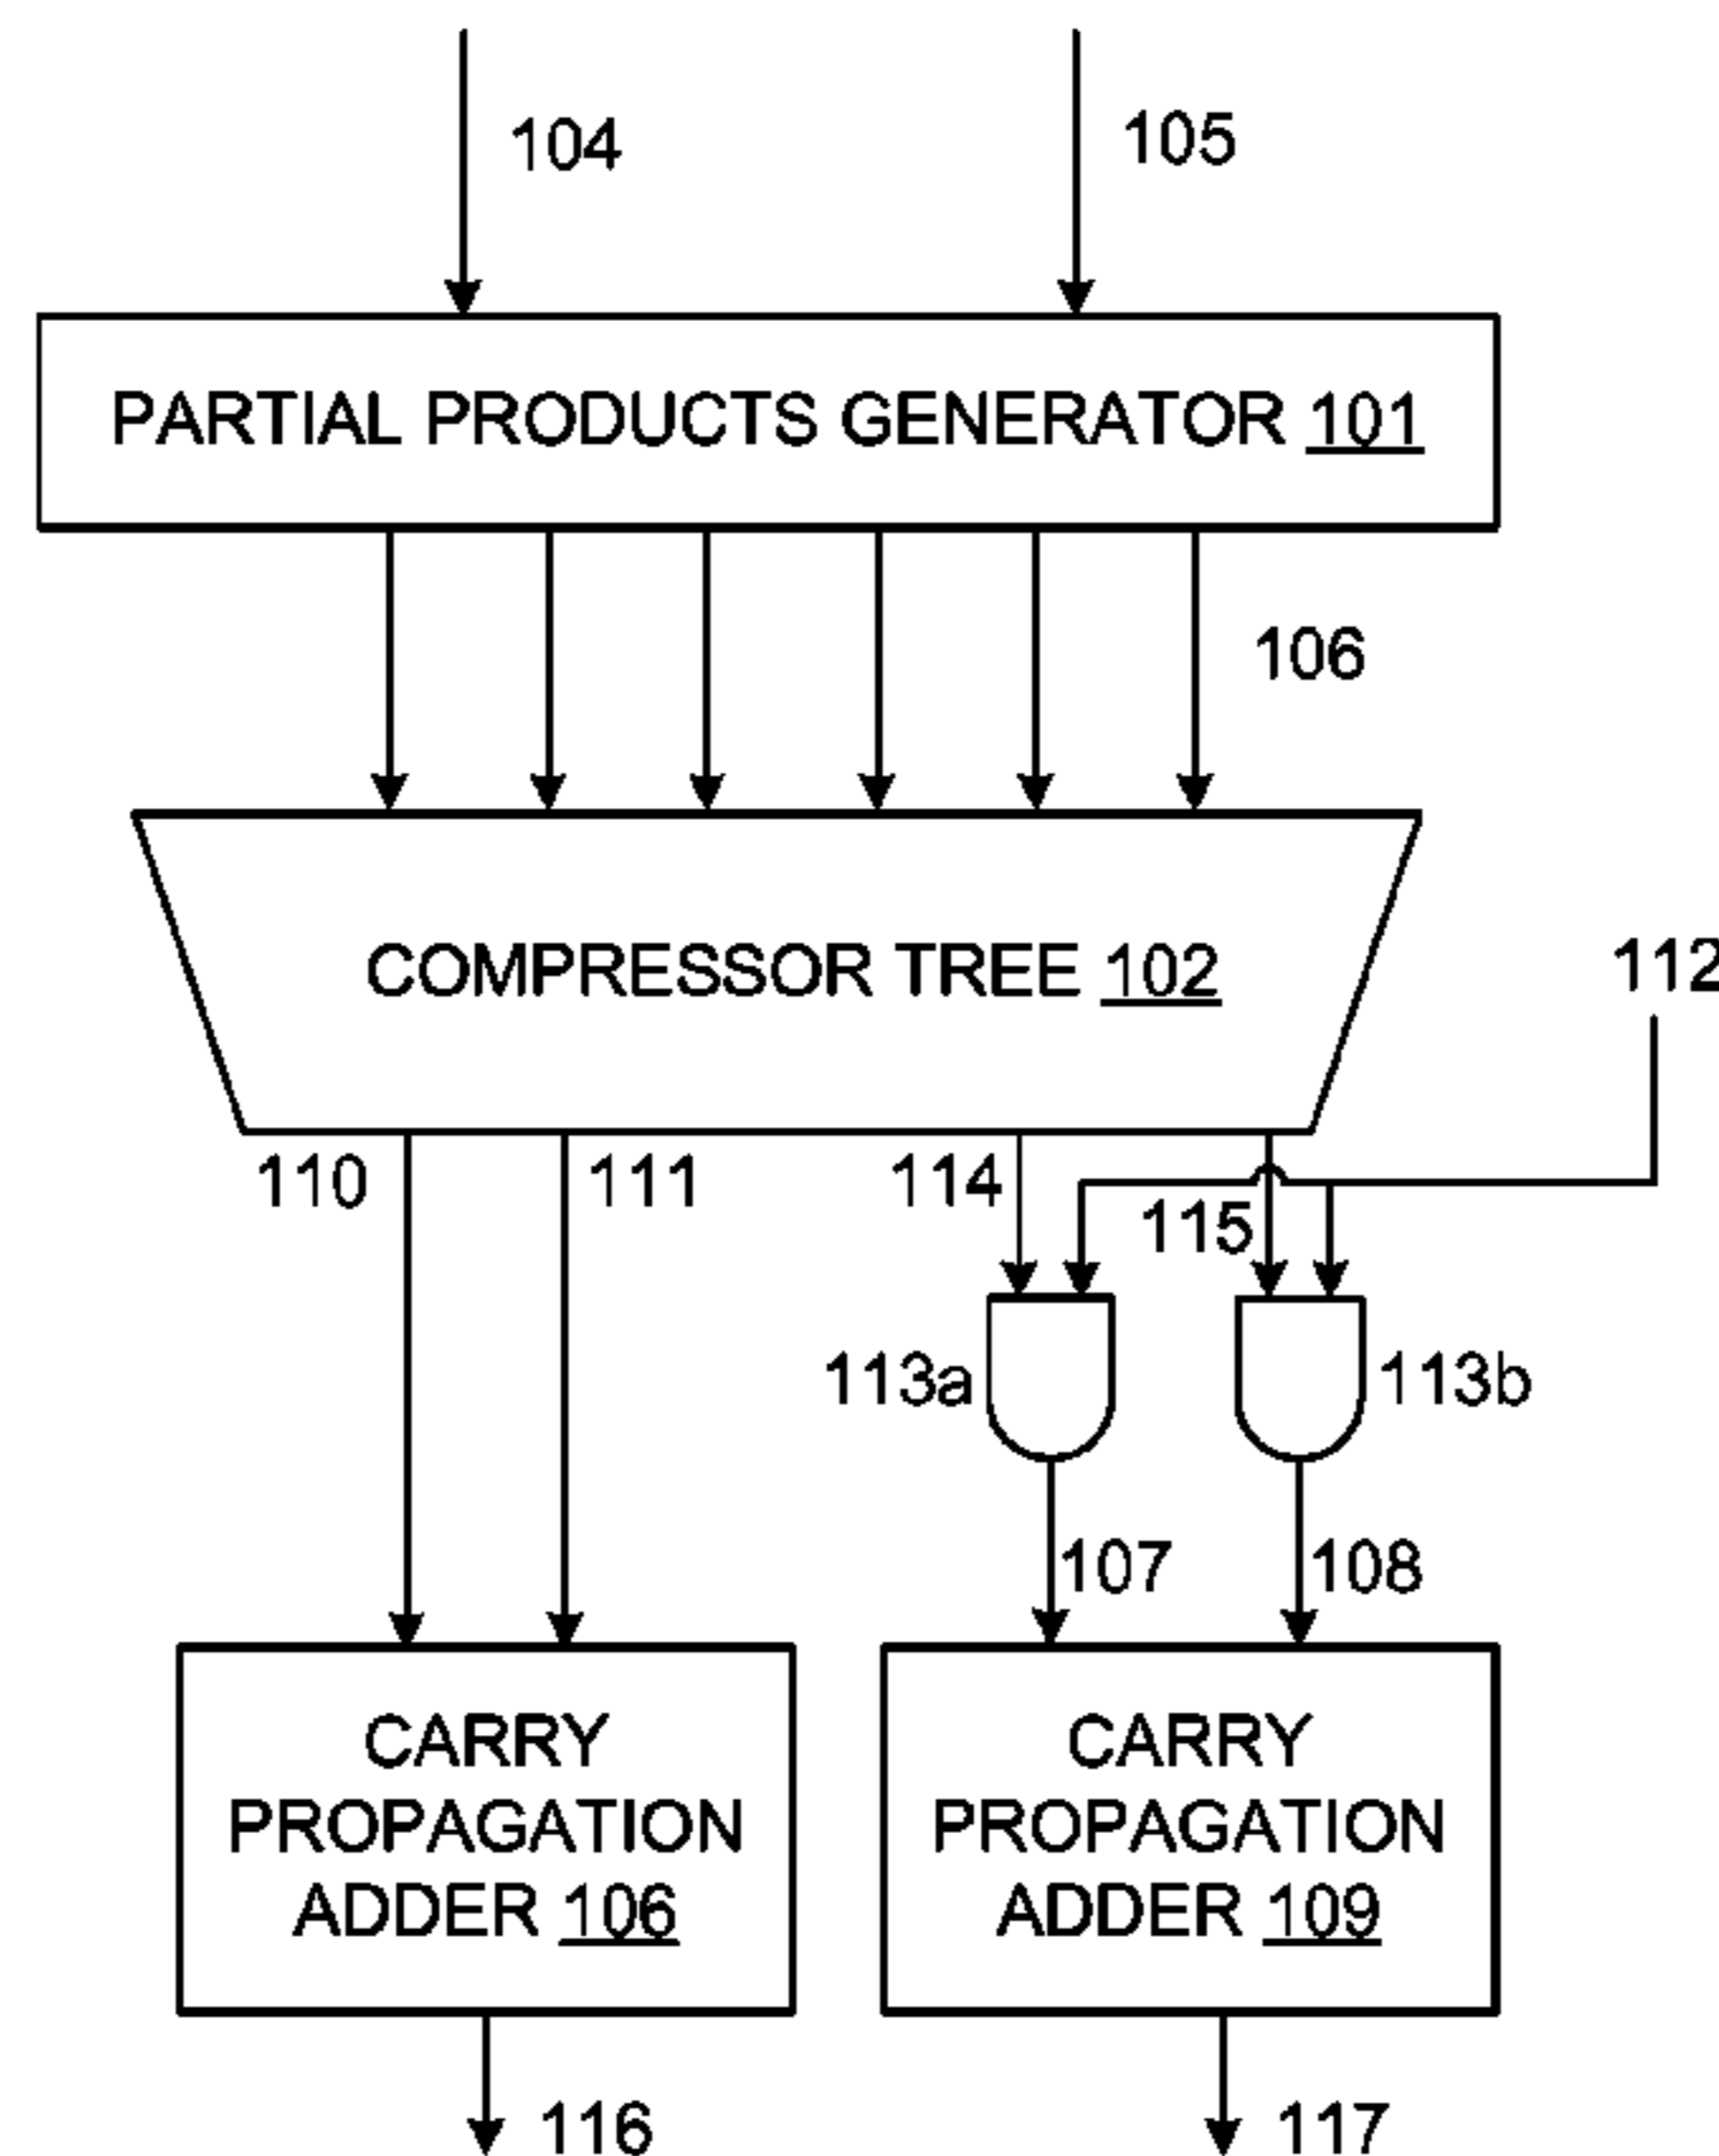 104
105
PARTIAL PRODUCTS GENERATOR 101
106
COMPRESSOR TREE 102
112
110
111
114
115
113a
113b
107
108
CARRY
PROPAGATION
ADDER 106
CARRY
PROPAGATION
ADDER 109
116
117